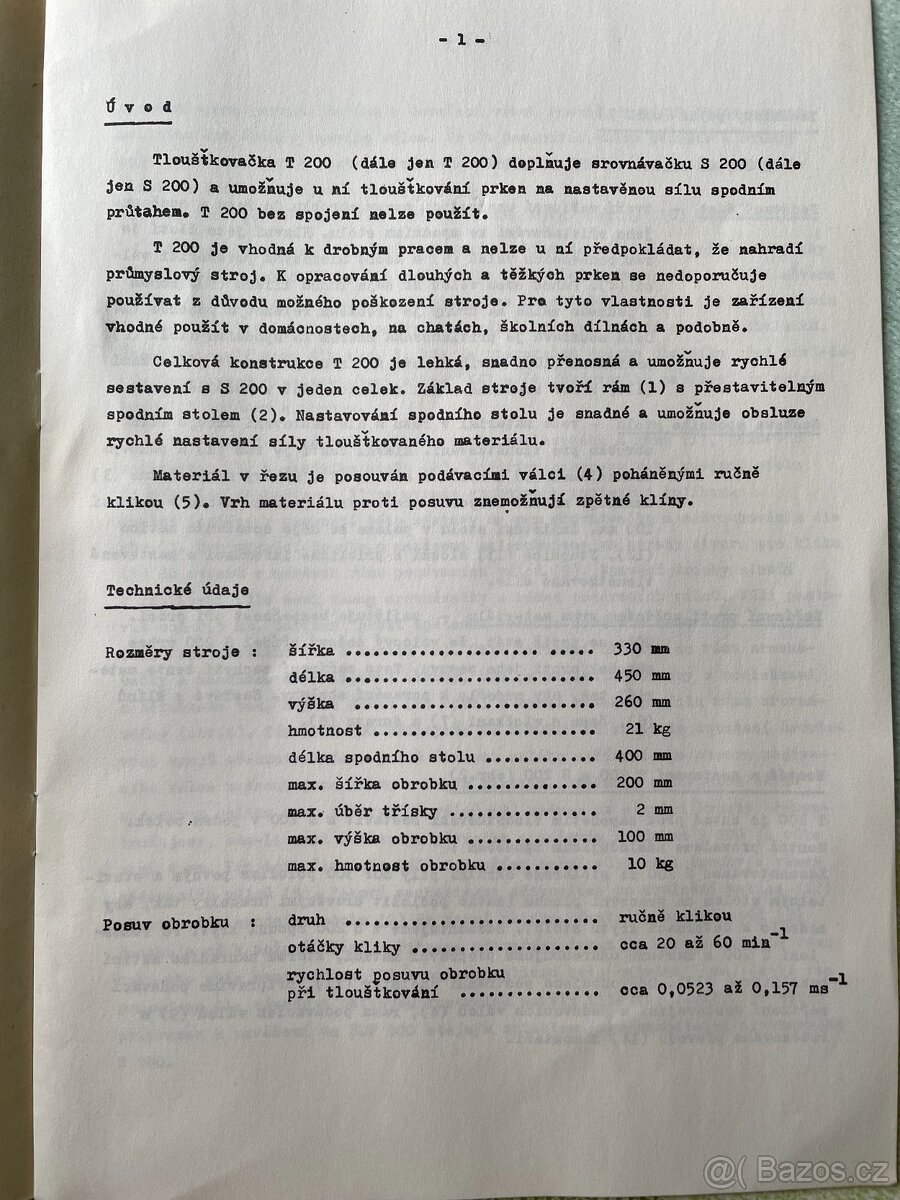 - 1 -
Ú v o d
Tloušťkovačka T 200 (dále jen T 200) doplňuje srovnávačku S 200 (dále
jen S 200) a umožňuje u ní tloušťkování prken na nastavěnou sílu spodním
průtahem. T 200 bez spojení nelze použít.
T 200 je vhodná k drobným pracem a nelze u ní předpokládat, že nahradí
průmyslový stroj. K opracování dlouhých a těžkých prken se nedoporučuje
používat z důvodu možného poškození stroje. Pro tyto vlastnosti je zařízení
vhodné použít v domácnostech, na chatách, školních dílnách a podobně.
Celková konstrukce T 200 je lehká, snadno přenosná a umožňuje rychlé
sestavení s S 200 v jeden celek. Základ stroje tvoří rám (1) s přestavitelným
spodním stolem (2). Nastavování spodního stolu je snadné a umožňuje obsluze
rychlé nastavení síly tloušťkovaného materiálu.
Materiál v řezu je posouván podávacími válci (4) poháněnými ručně
klikou (5). Vrh materiálu proti posuvu znemožňují zpětné klíny.
Technické údaje
Rozměry stroje : šířka ..................... ..... 330 mm
délka ........................... 450 mm
výška .......................... 260 mm
hmotnost ........................ 21 kg
délka spodního stolu ............ 400 mm
max. šířka obrobku .............. 200 mm
max. úběr třísky ................ 2 mm
max. výška obrobku .............. 100 mm
max. hmotnost obrobku ........... 10 kg
Posuv obrobku : druh ............................ ručně klikou
otáčky kliky .................... cca 20 až 60 min⁻¹
rychlost posuvu obrobku
při tloušťkování ............... cca 0,0523 až 0,157 ms⁻¹
@( Bazos.cz